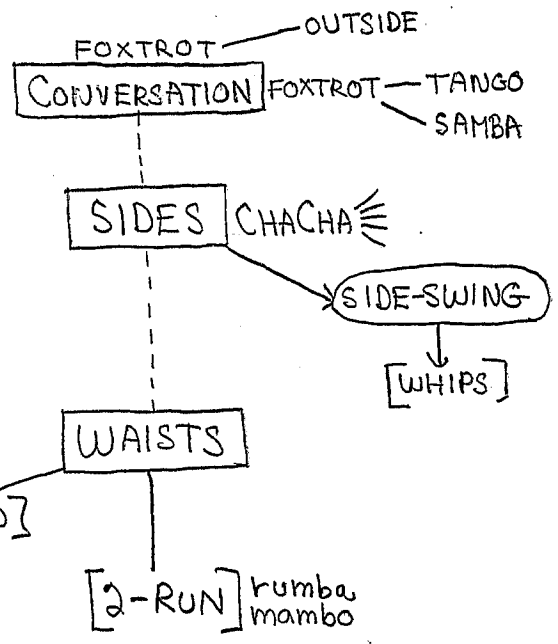 OUTSIDE
FOXTROT
CONVERSATION FOXTROT TANGO
SAMBA
SIDES CHACHA
SIDE-SWING
[WHIPS]
WAISTS
[2-RUN] rumba
mambo